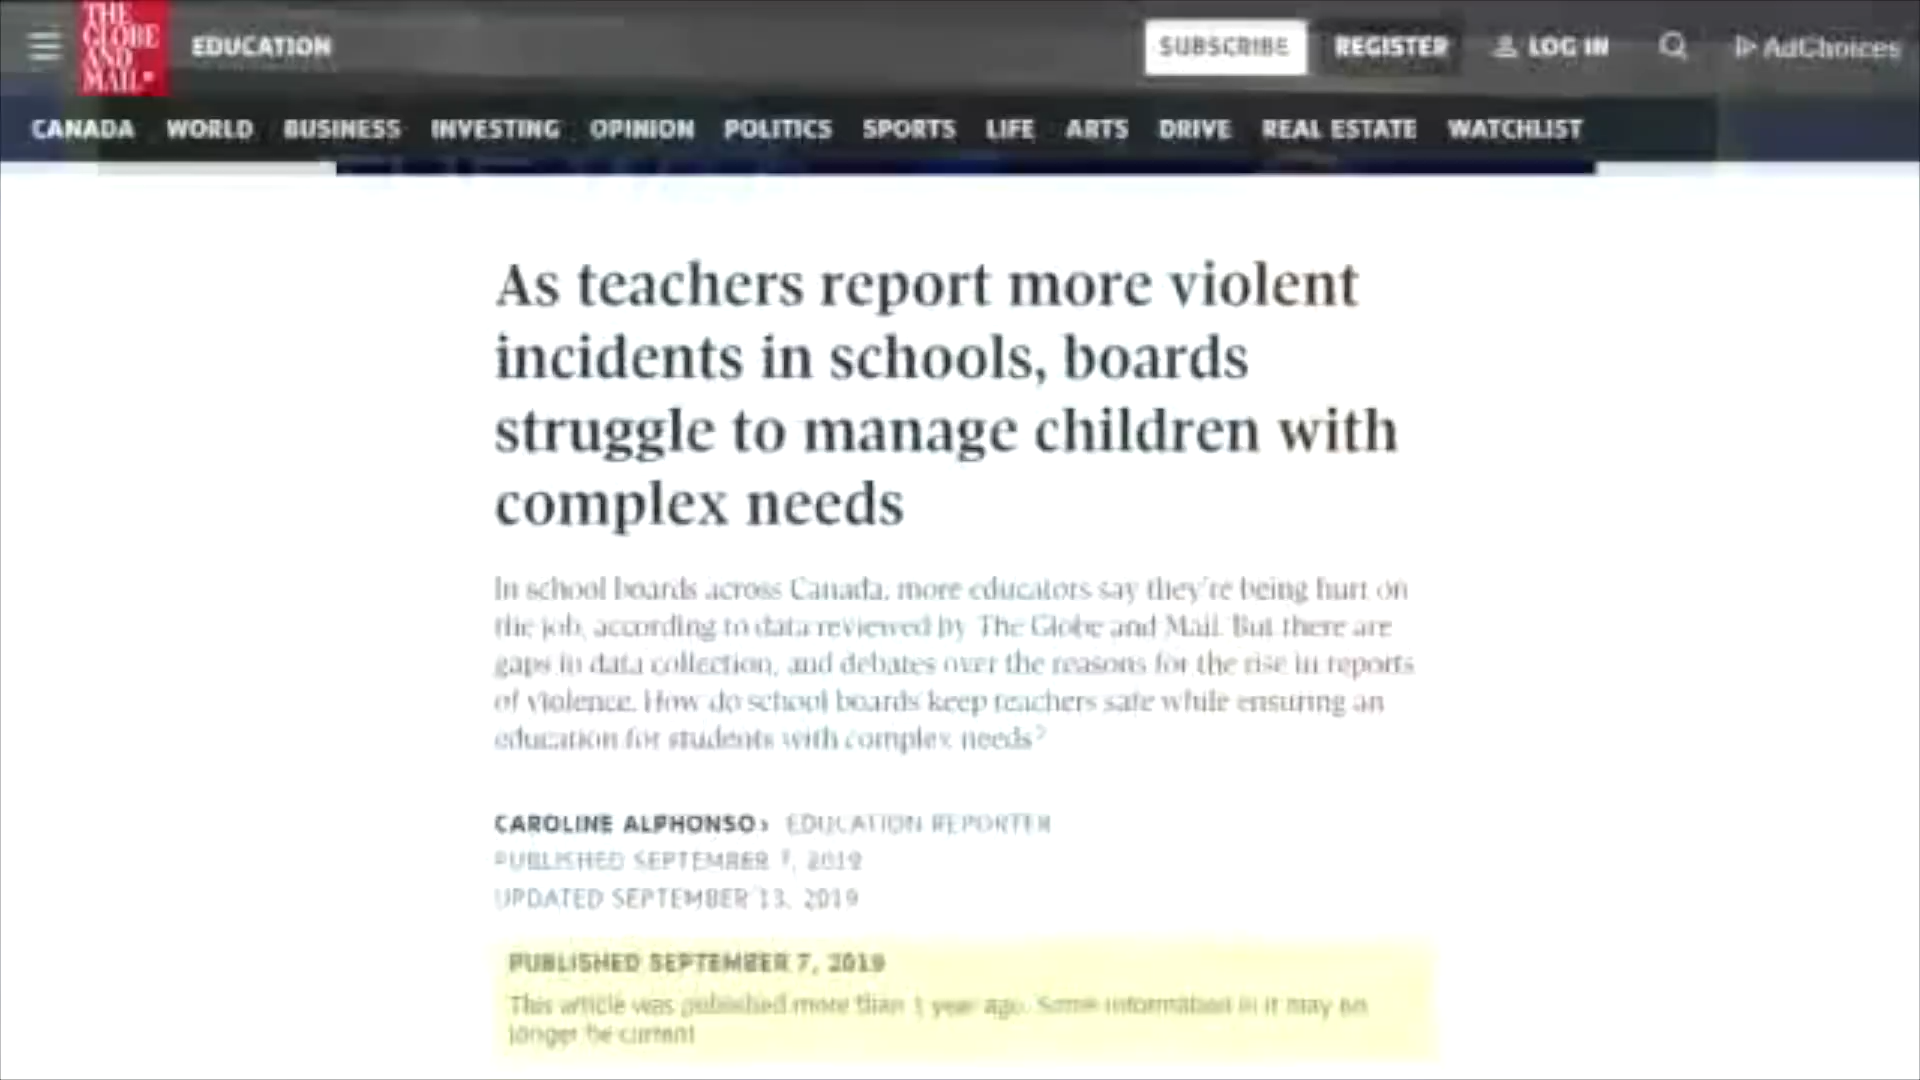 THE GLOBE AND MAIL
EDUCATION
SUBSCRIBE
REGISTER
LOG IN
AdChoices
CANADA WORLD BUSINESS INVESTING OPINION POLITICS SPORTS LIFE ARTS DRIVE REAL ESTATE WATCHLIST
As teachers report more violent
incidents in schools, boards
struggle to manage children with
complex needs
In school boards across Canada, more educators say they're being hurt on
the job, according to data reviewed by The Globe and Mail. But there are
gaps in data collection, and debates over the reasons for the rise in reports
of violence. How do school boards keep teachers safe while ensuring an
education for students with complex needs?
CAROLINE ALPHONSO › EDUCATION REPORTER
PUBLISHED SEPTEMBER 7, 2019
UPDATED SEPTEMBER 13, 2019
PUBLISHED SEPTEMBER 7, 2019
This article was published more than 1 year ago. Some information in it may no
longer be current